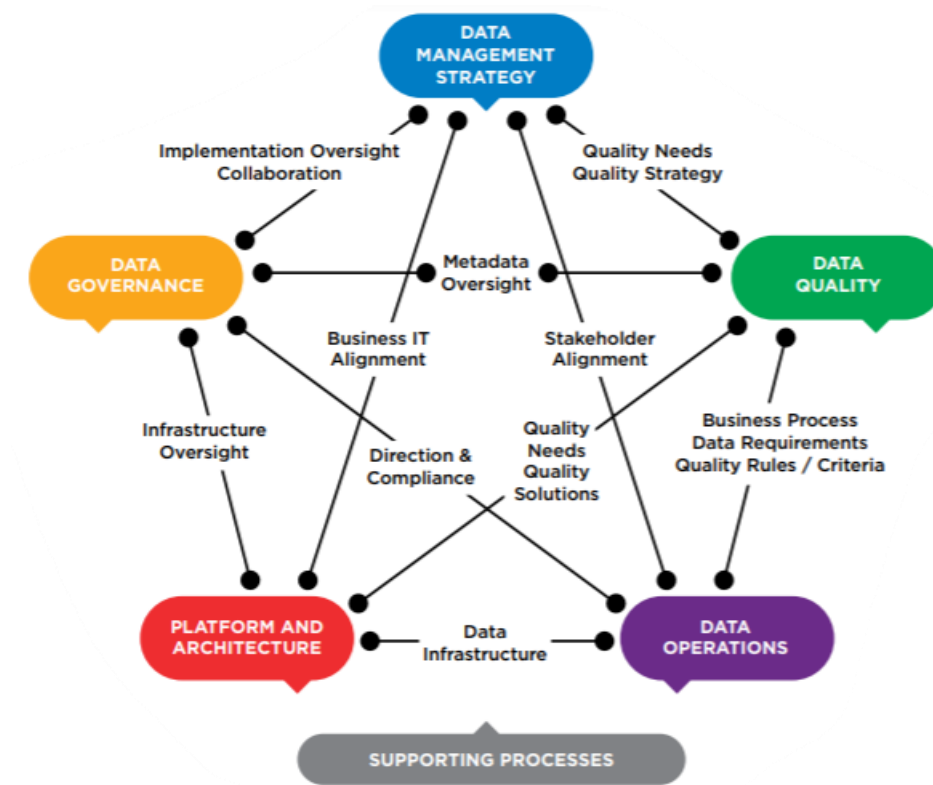 DATA
MANAGEMENT
STRATEGY
Implementation Oversight
Collaboration
Quality Needs
Quality Strategy
DATA
GOVERNANCE
Metadata
Oversight
DATA
QUALITY
Business IT
Alignment
Stakeholder
Alignment
Infrastructure
Oversight
Direction &
Compliance
Quality
Needs
Quality
Solutions
Business Process
Data Requirements
Quality Rules / Criteria
PLATFORM AND
ARCHITECTURE
Data
Infrastructure
DATA
OPERATIONS
SUPPORTING PROCESSES